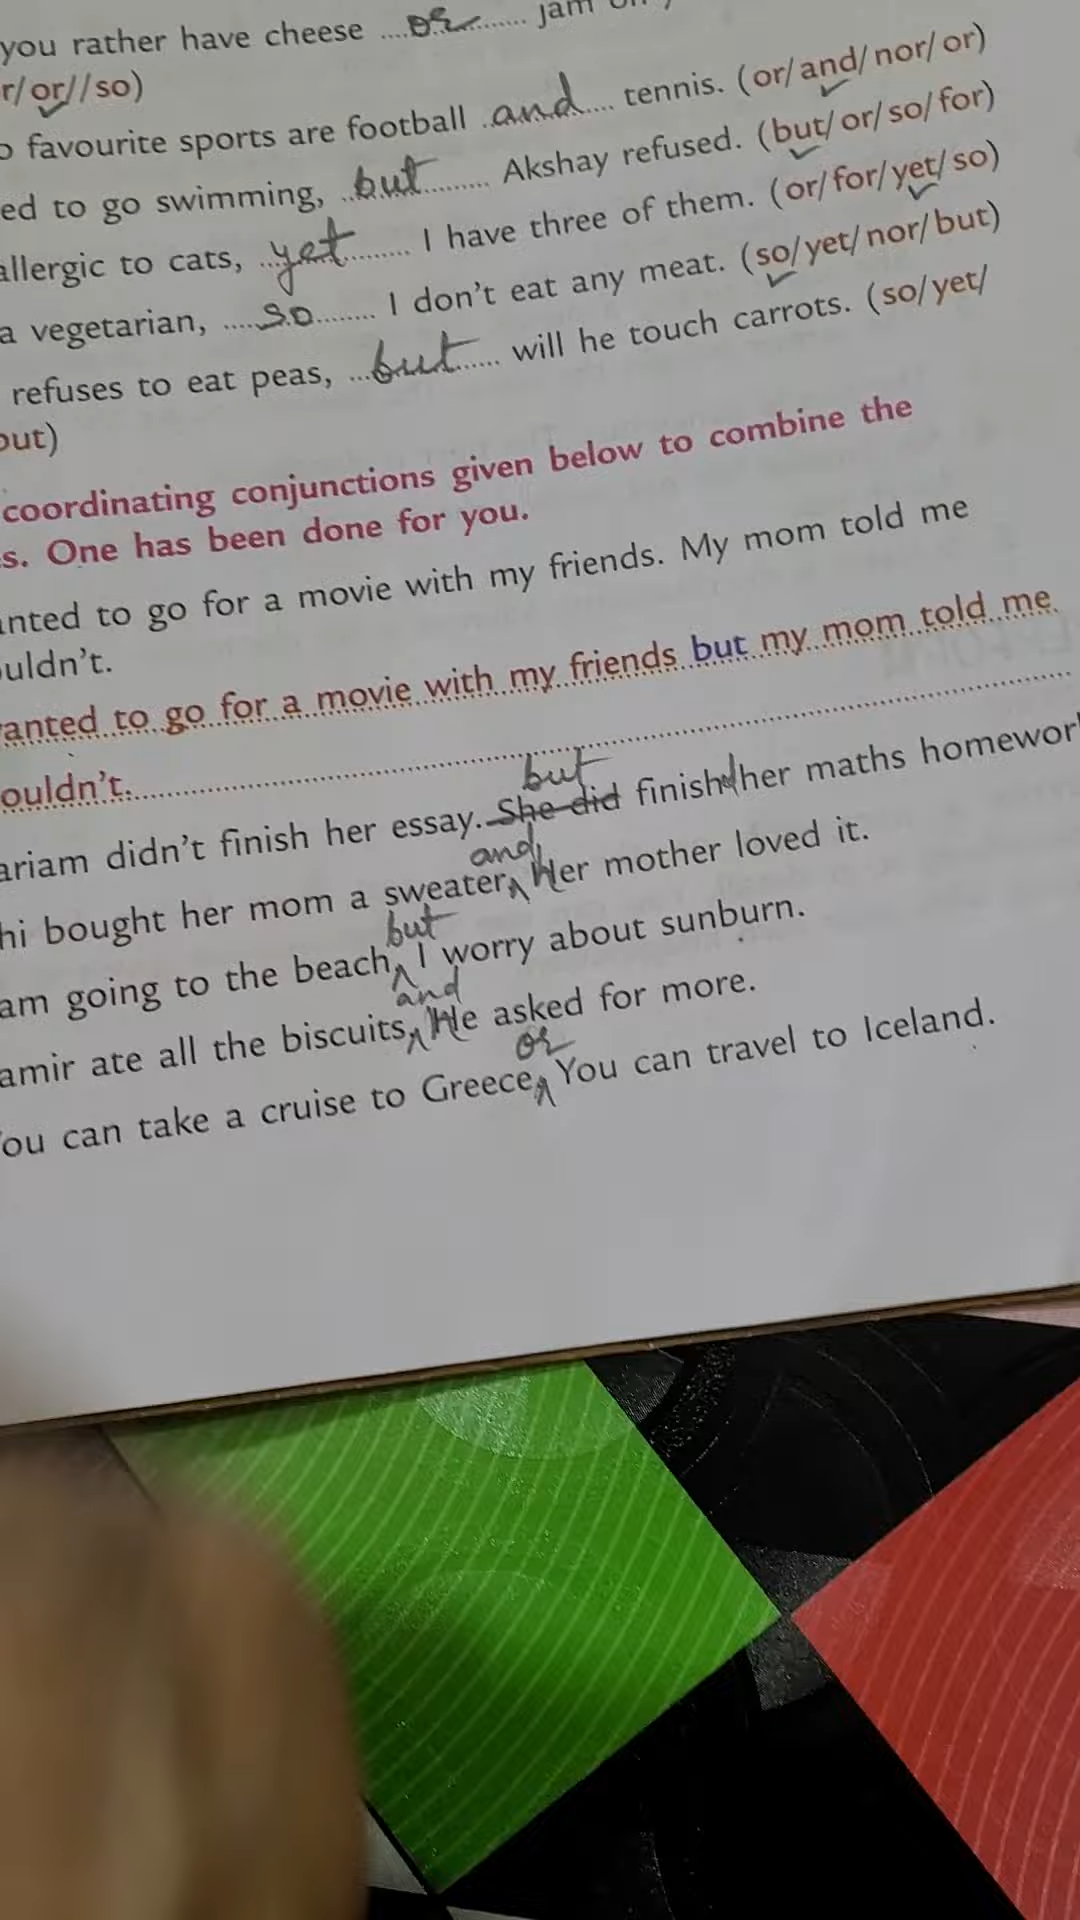 you rather have cheese ....or.......... jam
r/or//so)
favourite sports are football ..and.... tennis. (or/and/nor/or)
ed to go swimming, ..but......... Akshay refused. (but/or/so/for)
allergic to cats, ...yet......... I have three of them. (or/for/yet/so)
a vegetarian, .....so........ I don't eat any meat. (so/yet/nor/but)
refuses to eat peas, ...but...... will he touch carrots. (so/yet/
out)
coordinating conjunctions given below to combine the
s. One has been done for you.
anted to go for a movie with my friends. My mom told me
ouldn't.
anted to go for a movie with my friends but my mom told me
ouldn't.
but
ariam didn't finish her essay. She did finished her maths homewor
and
hi bought her mom a sweater, Her mother loved it.
but
am going to the beach, I worry about sunburn.
and
amir ate all the biscuits, He asked for more.
or
ou can take a cruise to Greece, You can travel to Iceland.